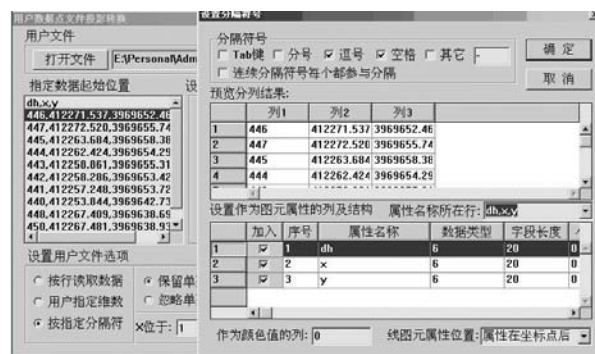 用户数据点文件投影转换
用户文件
打开文件 E:\Personal\Adm
指定数据起始位置 设
dh,x,y
446,412271.537,3969652.46
447,412272.520,3969655.74
445,412263.684,3969658.38
444,412262.424,3969654.29
443,412258.861,3969655.31
442,412258.286,3969653.42
441,412257.248,3969653.72
440,412253.844,3969642.73
448,412267.409,3969638.69
450,412267.481,3969638.93
设置用户文件选项
按行读取数据 保留单
用户指定维数 忽略单
按指定分隔符 X位于: 1
设置分隔符号
分隔符号
Tab键 分号 逗号 空格 其它 -
连续分隔符号每个都参与分隔
确 定
取 消
预览分列结果:
列1 列2 列3
1 446 412271.537 3969652.46
2 447 412272.520 3969655.74
3 445 412263.684 3969658.38
4 444 412262.424 3969654.29
设置作为图元属性的列及结构 属性名称所在行: dh,x,y
加入 序号 属性名称 数据类型 字段长度
1 1 dh 6 20 0
2 2 x 6 20 0
3 3 y 6 20 0
作为颜色值的列: 0 线图元属性位置: 属性在坐标点后